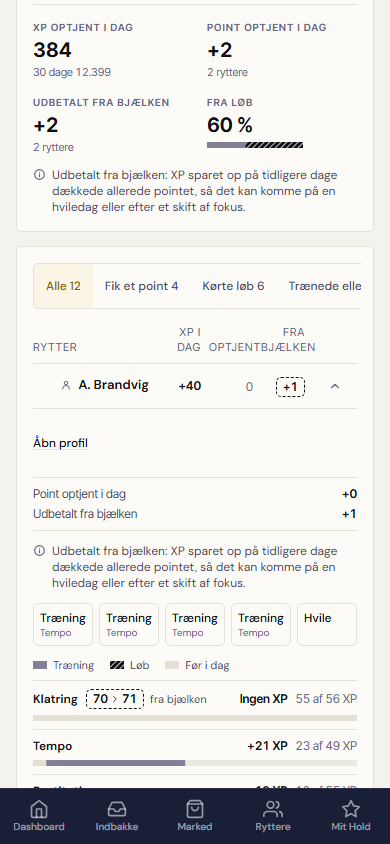 XP OPTJENT I DAG
384
30 dage 12.399
POINT OPTJENT I DAG
+2
2 ryttere
UDBETALT FRA BJÆLKEN
+2
2 ryttere
FRA LØB
60 %
Udbetalt fra bjælken: XP sparet op på tidligere dage
dækkede allerede pointet, så det kan komme på en
hviledag eller efter et skift af fokus.
Alle 12 Fik et point 4 Kørte løb 6 Trænede elle
RYTTER XP I DAG OPTJENT FRA BJÆLKEN
A. Brandvig +40 0 +1
Åbn profil
Point optjent i dag +0
Udbetalt fra bjælken +1
Udbetalt fra bjælken: XP sparet op på tidligere dage
dækkede allerede pointet, så det kan komme på en
hviledag eller efter et skift af fokus.
Træning Træning Træning Træning Hvile
Tempo Tempo Tempo Tempo
Træning Løb Før i dag
Klatring 70 > 71 fra bjælken Ingen XP 55 af 56 XP
Tempo +21 XP 23 af 49 XP
Dashboard Indbakke Marked Ryttere Mit Hold